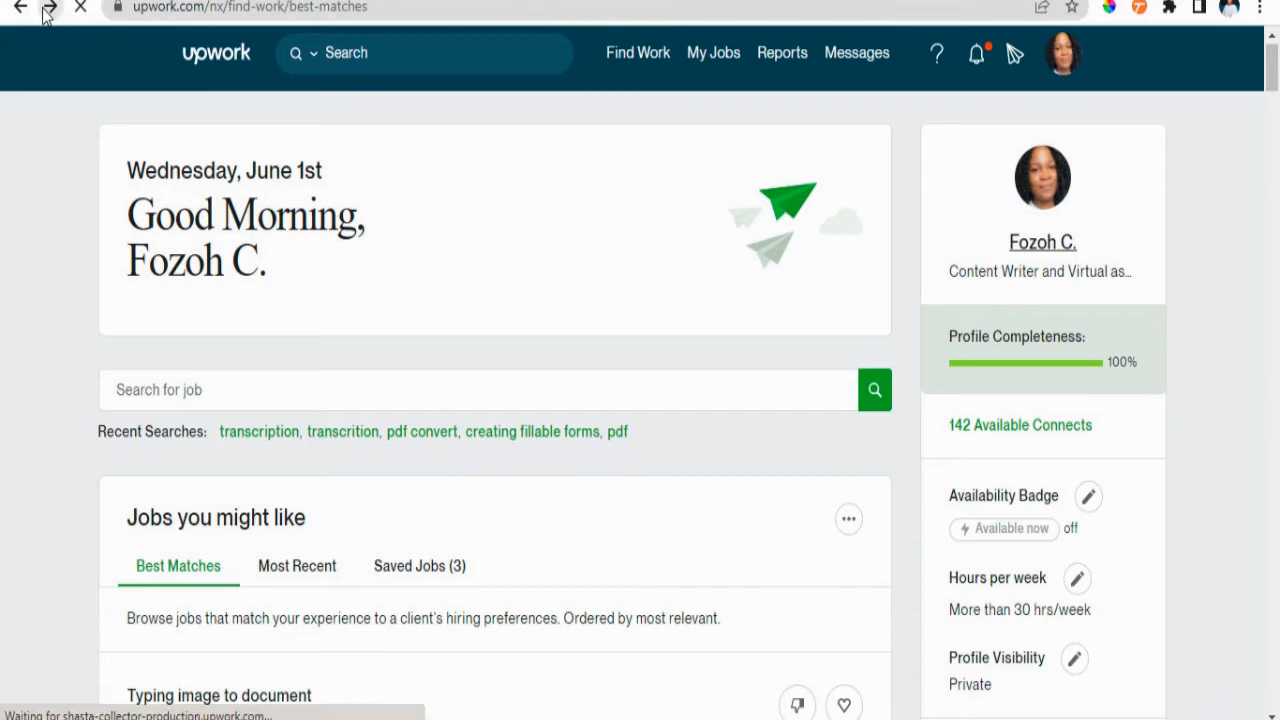 upwork.com/nx/find-work/best-matches
upwork
Search
Find Work
My Jobs
Reports
Messages
Wednesday, June 1st
Good Morning,
Fozoh C.
Search for job
Recent Searches: transcription, transcrition, pdf convert, creating fillable forms, pdf
Jobs you might like
Best Matches
Most Recent
Saved Jobs (3)
Browse jobs that match your experience to a client's hiring preferences. Ordered by most relevant.
Typing image to document
Fozoh C.
Content Writer and Virtual as...
Profile Completeness:
100%
142 Available Connects
Availability Badge
Available now off
Hours per week
More than 30 hrs/week
Profile Visibility
Private
Waiting for shasta-collector-production.upwork.com...